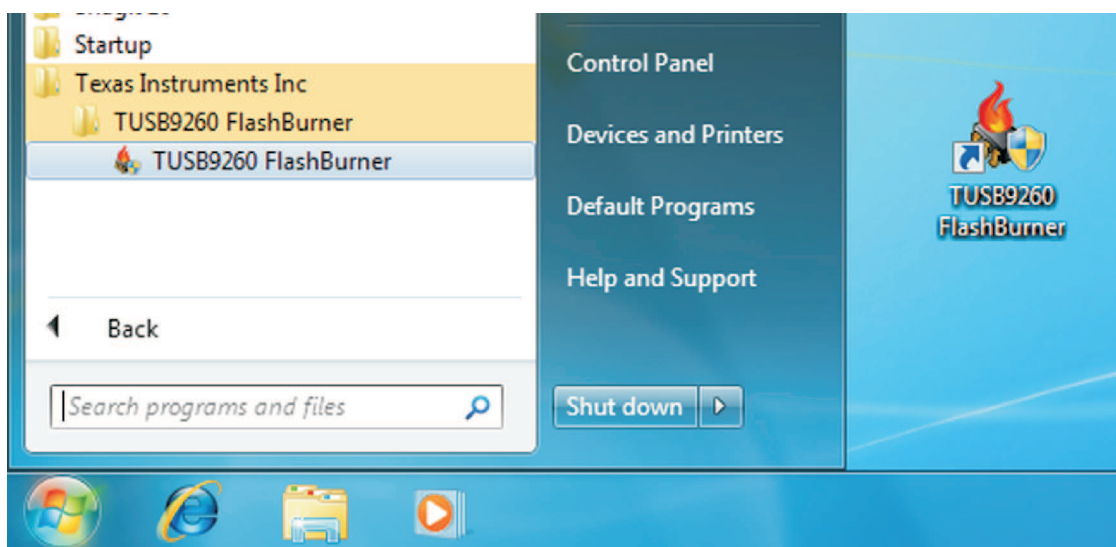 Startup
Texas Instruments Inc
TUSB9260 FlashBurner
TUSB9260 FlashBurner
Back
Search programs and files
Control Panel
Devices and Printers
Default Programs
Help and Support
Shut down
TUSB9260
FlashBurner